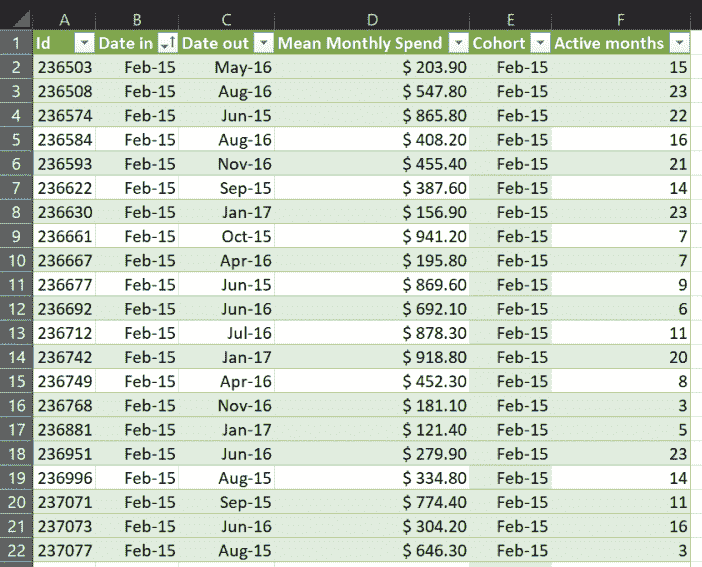 A B C D E F
1 Id Date in Date out Mean Monthly Spend Cohort Active months
2 236503 Feb-15 May-16 $ 203.90 Feb-15 15
3 236508 Feb-15 Aug-16 $ 547.80 Feb-15 23
4 236574 Feb-15 Jun-15 $ 865.80 Feb-15 22
5 236584 Feb-15 Aug-16 $ 408.20 Feb-15 16
6 236593 Feb-15 Nov-16 $ 455.40 Feb-15 21
7 236622 Feb-15 Sep-15 $ 387.60 Feb-15 14
8 236630 Feb-15 Jan-17 $ 156.90 Feb-15 23
9 236661 Feb-15 Oct-15 $ 941.20 Feb-15 7
10 236667 Feb-15 Apr-16 $ 195.80 Feb-15 7
11 236677 Feb-15 Jun-15 $ 869.60 Feb-15 9
12 236692 Feb-15 Jun-16 $ 692.10 Feb-15 6
13 236712 Feb-15 Jul-16 $ 878.30 Feb-15 11
14 236742 Feb-15 Jan-17 $ 918.80 Feb-15 20
15 236749 Feb-15 Apr-16 $ 452.30 Feb-15 8
16 236768 Feb-15 Nov-16 $ 181.10 Feb-15 3
17 236881 Feb-15 Jan-17 $ 121.40 Feb-15 5
18 236951 Feb-15 Jun-16 $ 279.90 Feb-15 23
19 236996 Feb-15 Aug-15 $ 334.80 Feb-15 14
20 237071 Feb-15 Sep-15 $ 774.40 Feb-15 11
21 237073 Feb-15 Jun-16 $ 304.20 Feb-15 16
22 237077 Feb-15 Aug-15 $ 646.30 Feb-15 3